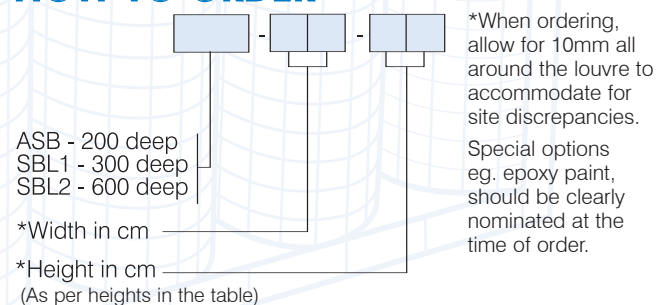 HOW TO ORDER
- -
*When ordering,
allow for 10mm all
around the louvre to
accommodate for
site discrepancies.
Special options
eg. epoxy paint,
should be clearly
nominated at the
time of order.
ASB - 200 deep
SBL1 - 300 deep
SBL2 - 600 deep
*Width in cm
*Height in cm
(As per heights in the table)